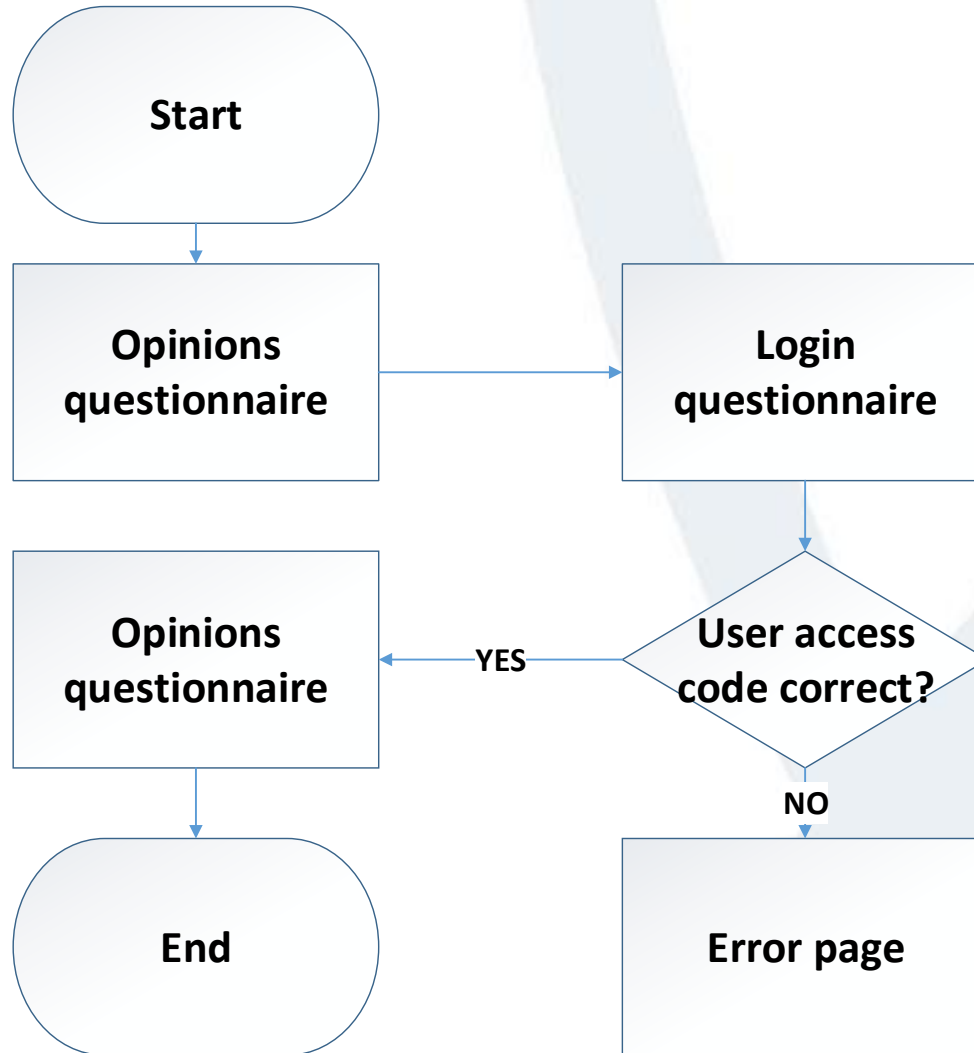 Start
Opinions
questionnaire
Login
questionnaire
Opinions
questionnaire
YES
User access
code correct?
NO
End
Error page